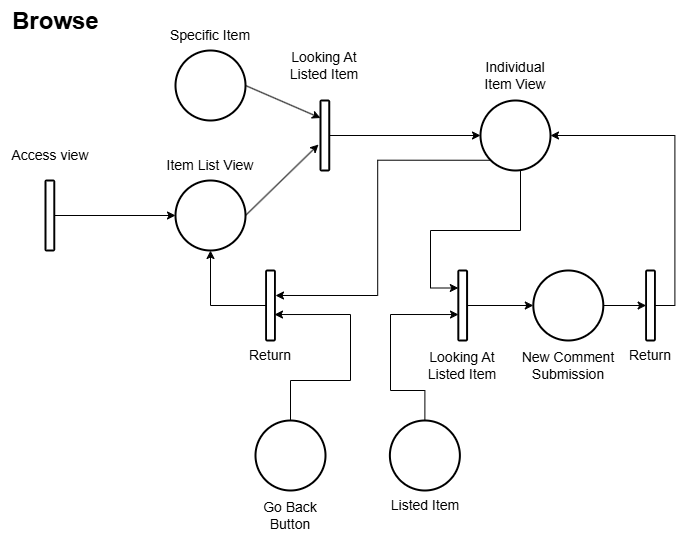 Browse
Specific Item
Looking At
Listed Item
Individual
Item View
Access view
Item List View
Return
Looking At
Listed Item
New Comment
Submission
Return
Go Back
Button
Listed Item